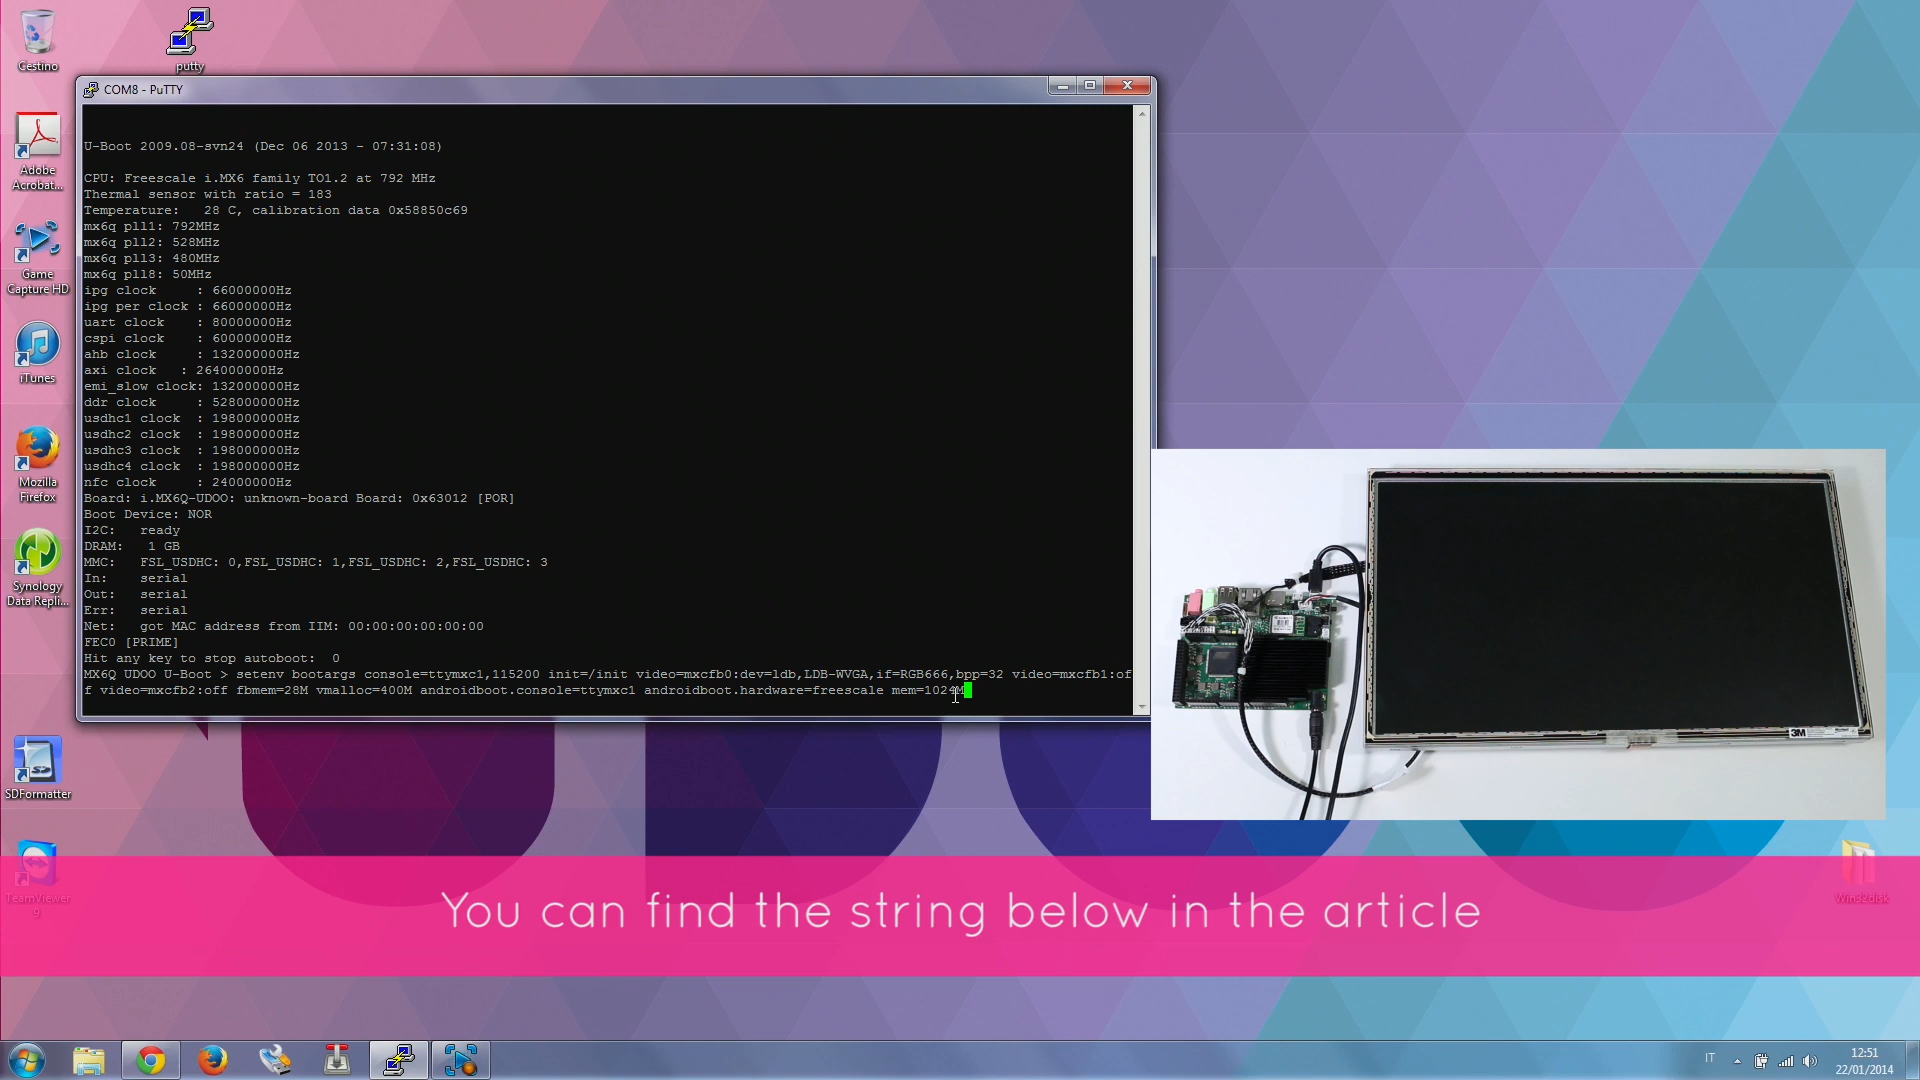 Cestino
putty
COM8 - PuTTY
U-Boot 2009.08-svn24 (Dec 06 2013 - 07:31:08)
CPU: Freescale i.MX6 family TO1.2 at 792 MHz
Thermal sensor with ratio = 183
Temperature:   28 C, calibration data 0x58850c69
mx6q pll1: 792MHz
mx6q pll2: 528MHz
mx6q pll3: 480MHz
mx6q pll8: 50MHz
ipg clock     : 66000000Hz
ipg per clock : 66000000Hz
uart clock    : 80000000Hz
cspi clock    : 60000000Hz
ahb clock     : 132000000Hz
axi clock   : 264000000Hz
emi_slow clock: 132000000Hz
ddr clock     : 528000000Hz
usdhc1 clock  : 198000000Hz
usdhc2 clock  : 198000000Hz
usdhc3 clock  : 198000000Hz
usdhc4 clock  : 198000000Hz
nfc clock     : 24000000Hz
Board: i.MX6Q-UDOO: unknown-board Board: 0x63012 [POR]
Boot Device: NOR
I2C:   ready
DRAM:   1 GB
MMC:   FSL_USDHC: 0,FSL_USDHC: 1,FSL_USDHC: 2,FSL_USDHC: 3
In:    serial
Out:   serial
Err:   serial
Net:   got MAC address from IIM: 00:00:00:00:00:00
FEC0 [PRIME]
Hit any key to stop autoboot:  0
MX6Q UDOO U-Boot > setenv bootargs console=ttymxc1,115200 init=/init video=mxcfb0:dev=ldb,LDB-WVGA,if=RGB666,bpp=32 video=mxcfb1:of
f video=mxcfb2:off fbmem=28M vmalloc=400M androidboot.console=ttymxc1 androidboot.hardware=freescale mem=1024M
Adobe
Acrobat...
Game
Capture HD
iTunes
Mozilla
Firefox
Synology
Data Repli...
SDFormatter
TeamViewer
9
3M
Win32disk
You can find the string below in the article
IT
12:51
22/01/2014